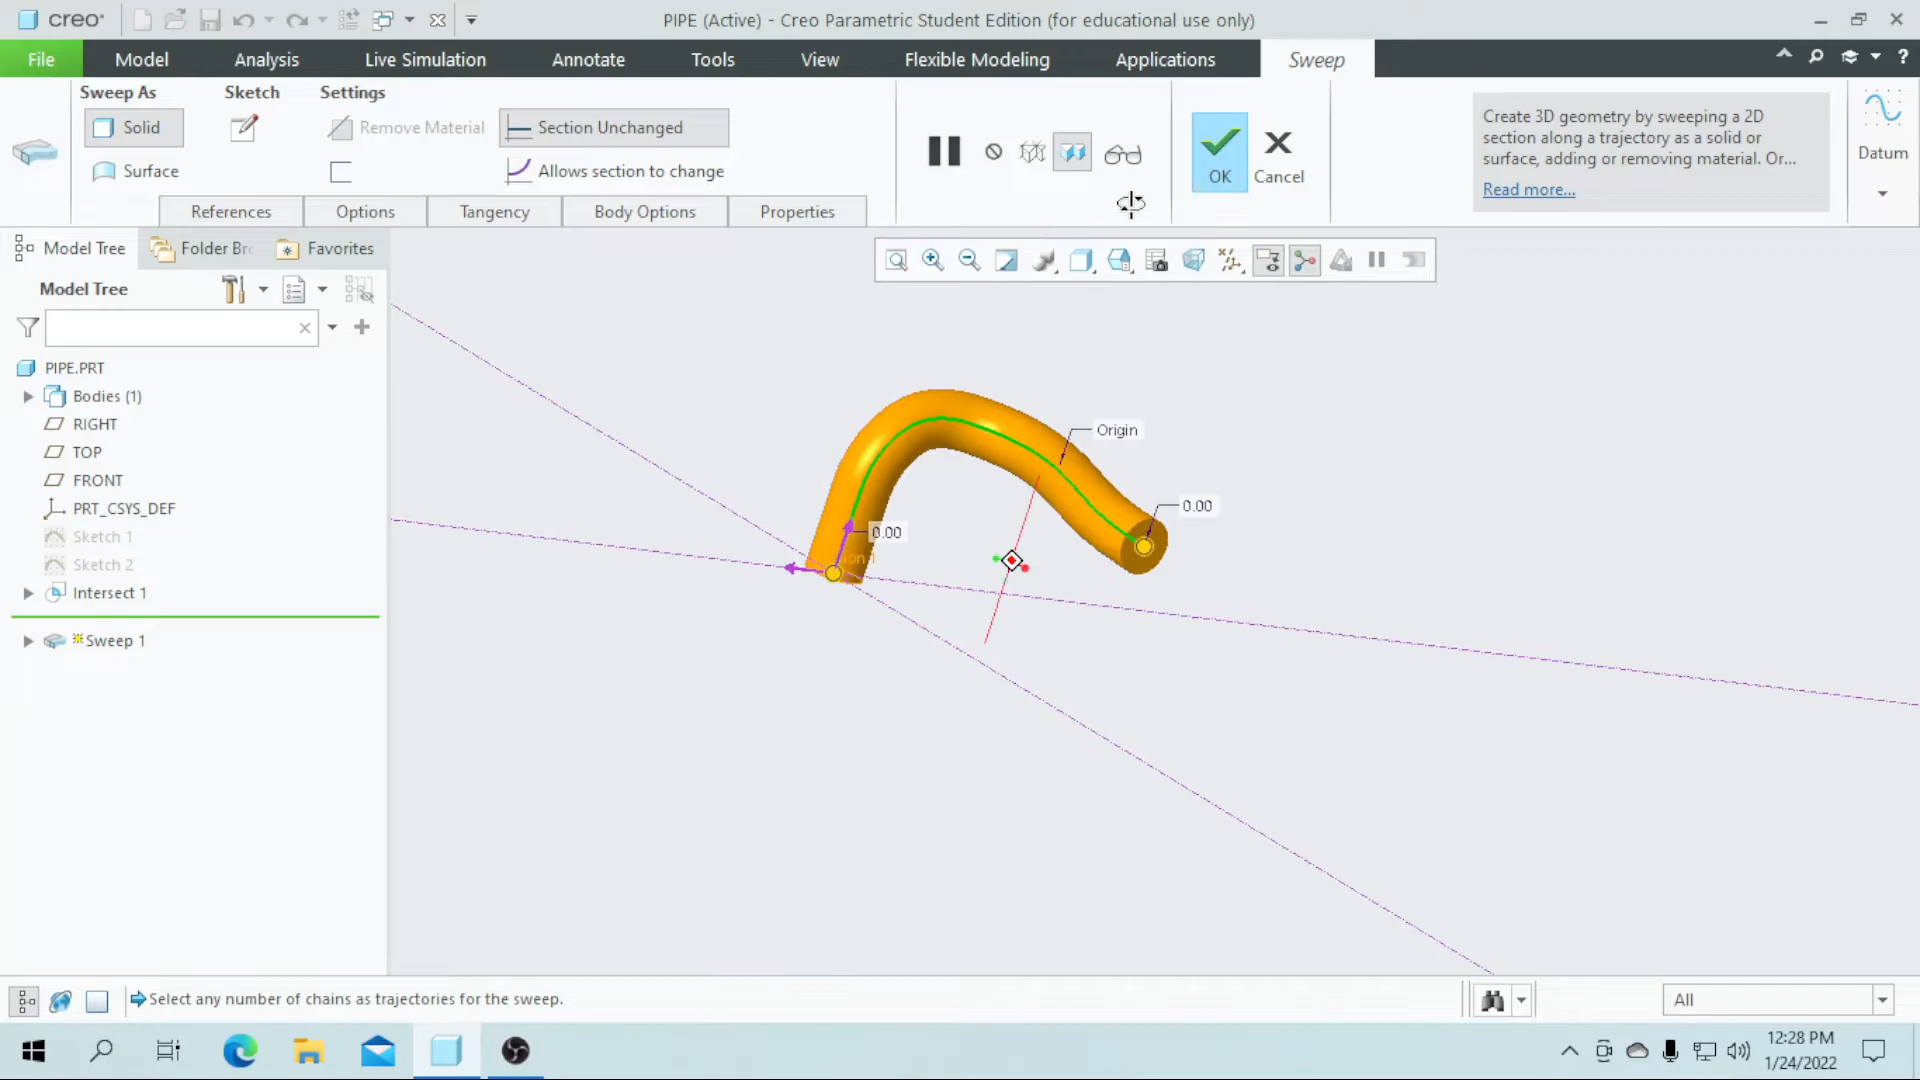 creo
PIPE (Active) - Creo Parametric Student Edition (for educational use only)
File
Model
Analysis
Live Simulation
Annotate
Tools
View
Flexible Modeling
Applications
Sweep
?
Sweep As
Sketch
Settings
Solid
Remove Material
Section Unchanged
Surface
Allows section to change
OK
Cancel
Create 3D geometry by sweeping a 2D
section along a trajectory as a solid or
surface, adding or removing material. Or...
Read more...
Datum
References
Options
Tangency
Body Options
Properties
Model Tree
Folder Br
Favorites
Model Tree
PIPE.PRT
Bodies (1)
RIGHT
TOP
FRONT
PRT_CSYS_DEF
Sketch 1
Sketch 2
Intersect 1
Sweep 1
Origin
0.00
0.00
Select any number of chains as trajectories for the sweep.
All
12:28 PM
1/24/2022